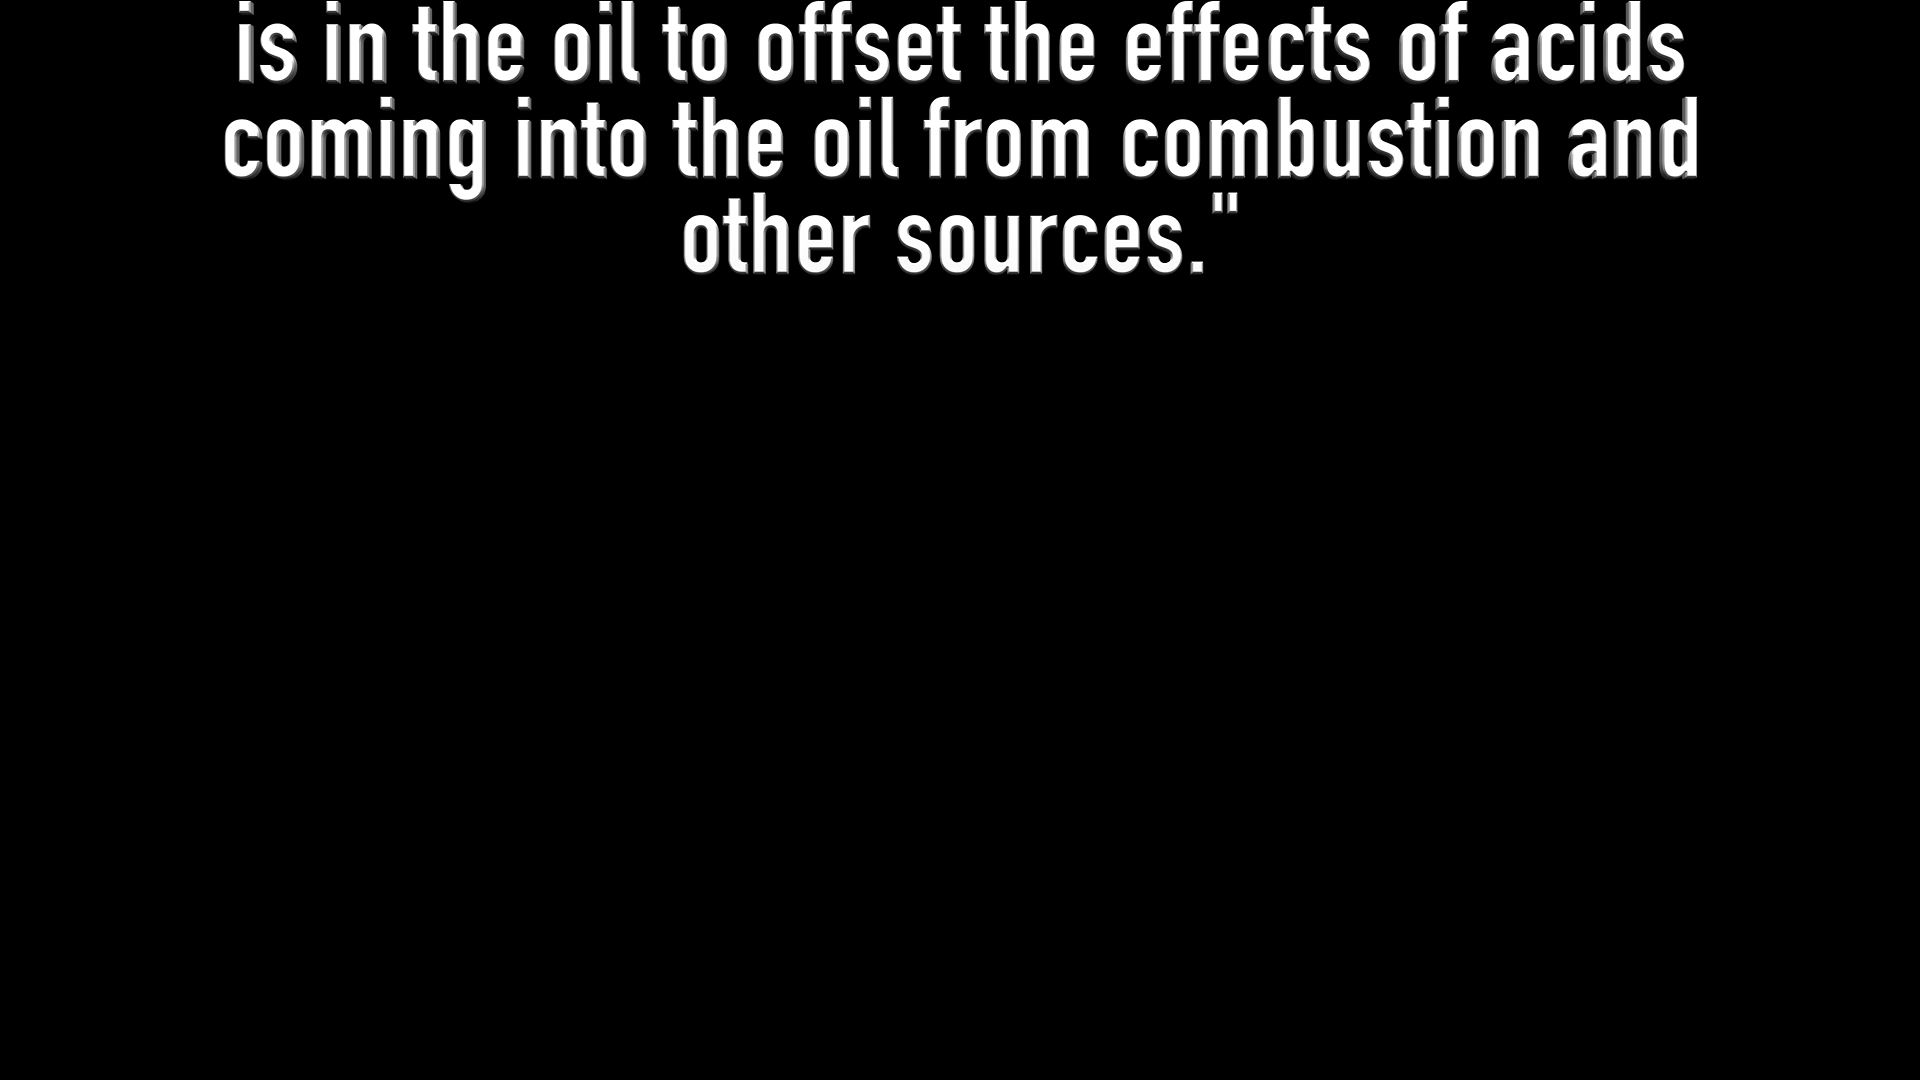 is in the oil to offset the effects of acids
coming into the oil from combustion and
other sources."